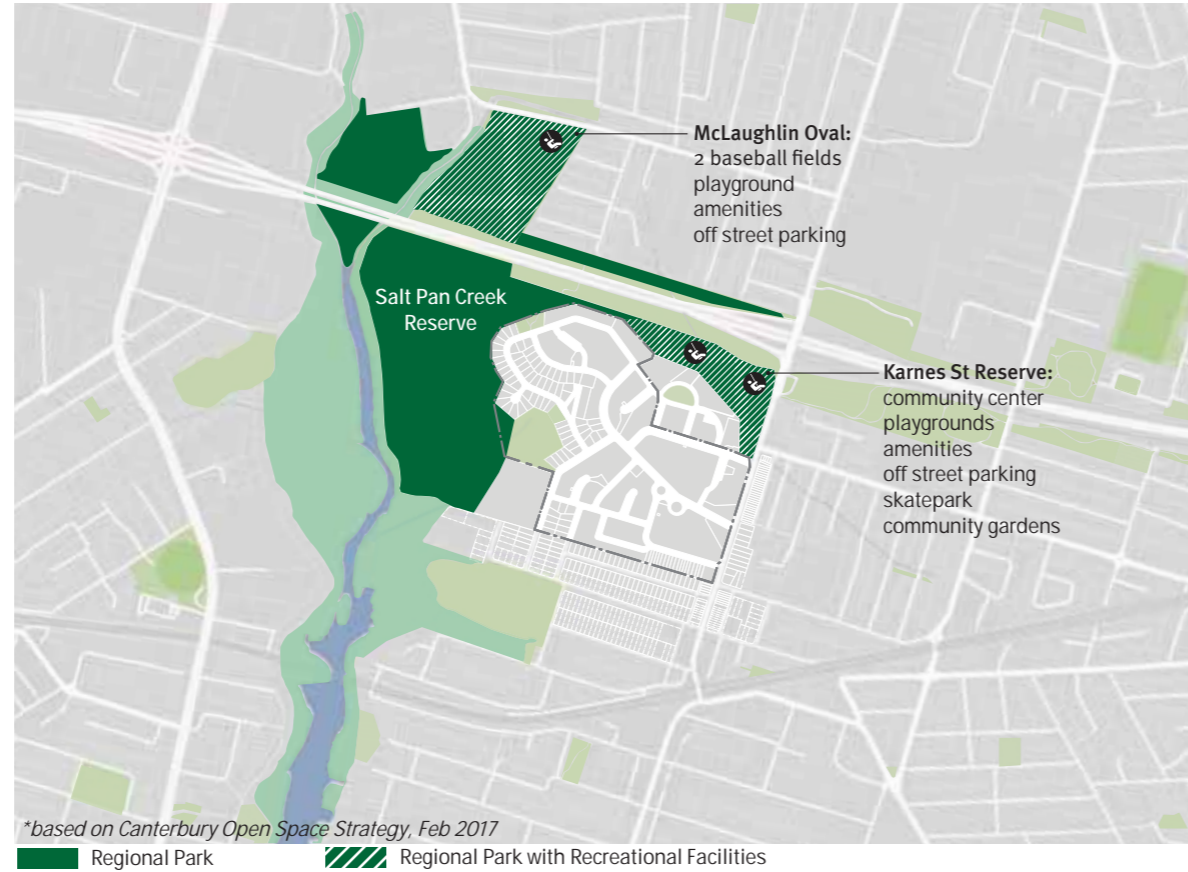 McLaughlin Oval:
2 baseball fields
playground
amenities
off street parking
Salt Pan Creek
Reserve
Karnes St Reserve:
community center
playgrounds
amenities
off street parking
skatepark
community gardens
*based on Canterbury Open Space Strategy, Feb 2017
Regional Park
Regional Park with Recreational Facilities